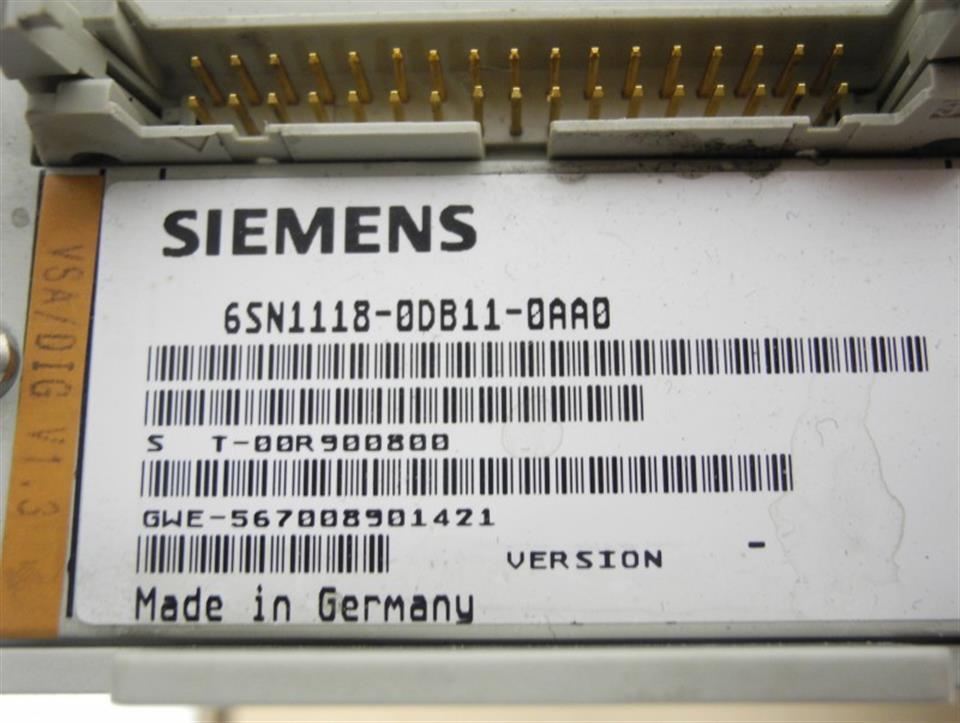 SIEMENS
6SN1118-0DB11-0AA0
S T-00R900800
GWE-567008901421
VERSION -
Made in Germany
VSA/DIG V1.3